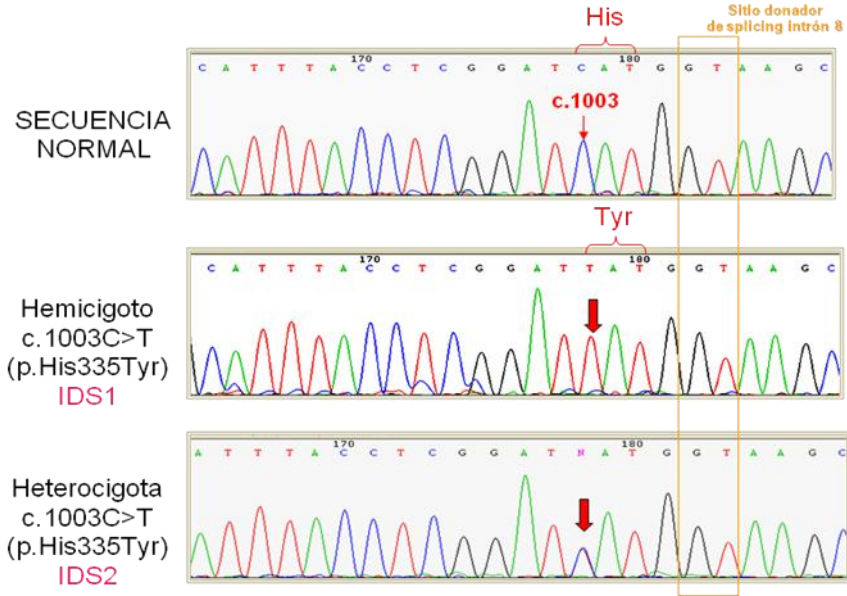 Sitio donador
de splicing intrón 8
His
170 180
C A T T T A C C T C G G A T C A T G G T A A G C
c.1003
SECUENCIA
NORMAL
Tyr
170 180
C A T T T A C C T C G G A T T A T G G T A A G C
Hemicigoto
c.1003C>T
(p.His335Tyr)
IDS1
170 180
A T T T A C C T C G G A T N A T G G T A A G C
Heterocigota
c.1003C>T
(p.His335Tyr)
IDS2